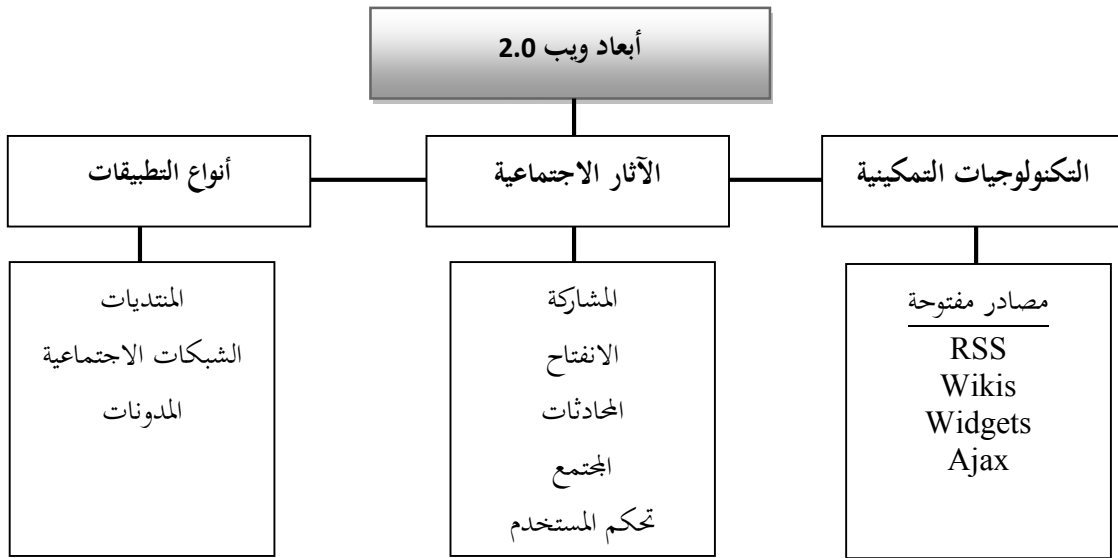 أبعاد ويب 2.0
التكنولوجيات التمكينية
الآثار الاجتماعية
أنواع التطبيقات
مصادر مفتوحة
RSS
Wikis
Widgets
Ajax
المشاركة
الانفتاح
المحادثات
المجتمع
تحكم المستخدم
المنتديات
الشبكات الاجتماعية
المدونات